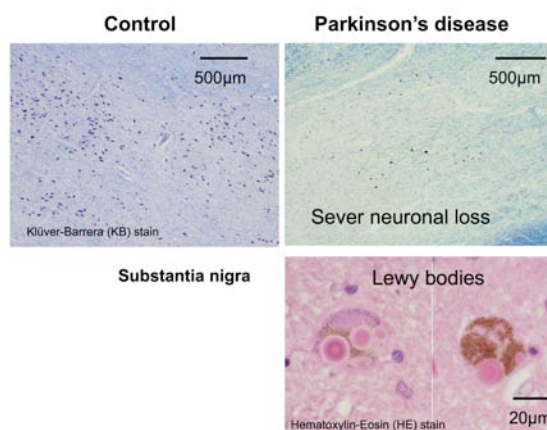 Control
Parkinson's disease
500μm
500μm
Klüver-Barrera (KB) stain
Sever neuronal loss
Substantia nigra
Lewy bodies
Hematoxylin-Eosin (HE) stain
20μm